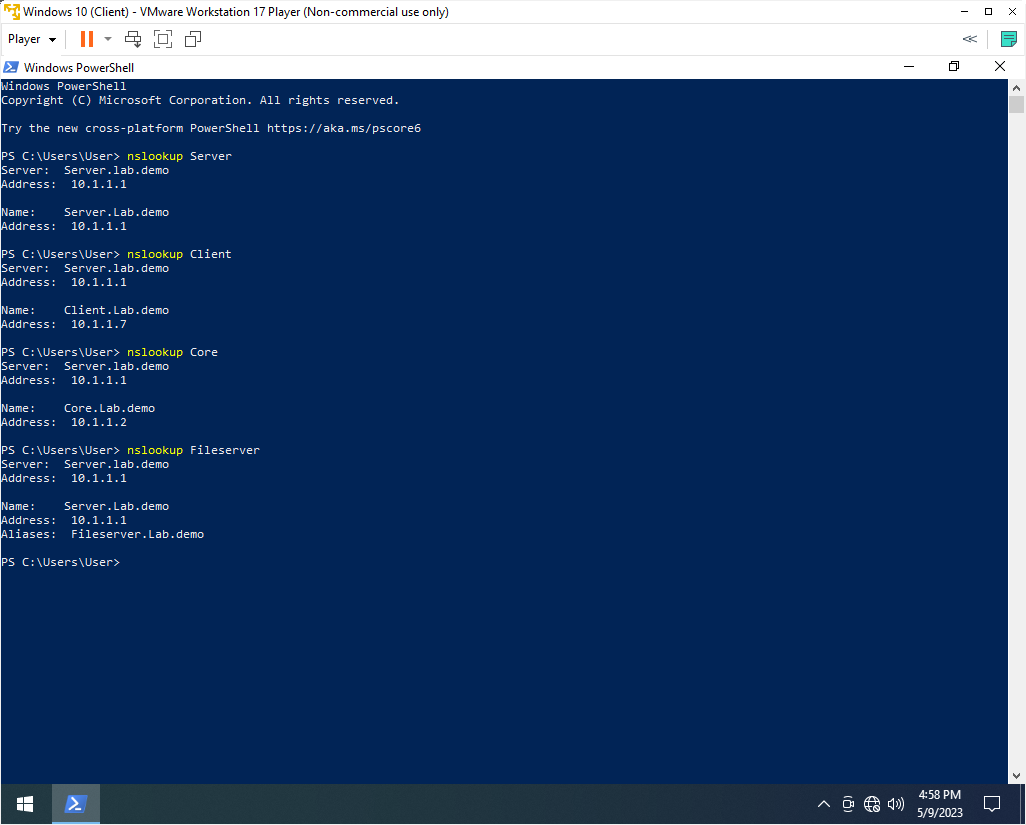 Windows 10 (Client) - VMware Workstation 17 Player (Non-commercial use only)
Player
Windows PowerShell
Windows PowerShell
Copyright (C) Microsoft Corporation. All rights reserved.
Try the new cross-platform PowerShell https://aka.ms/pscore6
PS C:\Users\User> nslookup Server
Server:  Server.lab.demo
Address:  10.1.1.1
Name:    Server.Lab.demo
Address:  10.1.1.1
PS C:\Users\User> nslookup Client
Server:  Server.lab.demo
Address:  10.1.1.1
Name:    Client.Lab.demo
Address:  10.1.1.7
PS C:\Users\User> nslookup Core
Server:  Server.lab.demo
Address:  10.1.1.1
Name:    Core.Lab.demo
Address:  10.1.1.2
PS C:\Users\User> nslookup Fileserver
Server:  Server.lab.demo
Address:  10.1.1.1
Name:    Server.Lab.demo
Address:  10.1.1.1
Aliases:  Fileserver.Lab.demo
PS C:\Users\User>
4:58 PM
5/9/2023